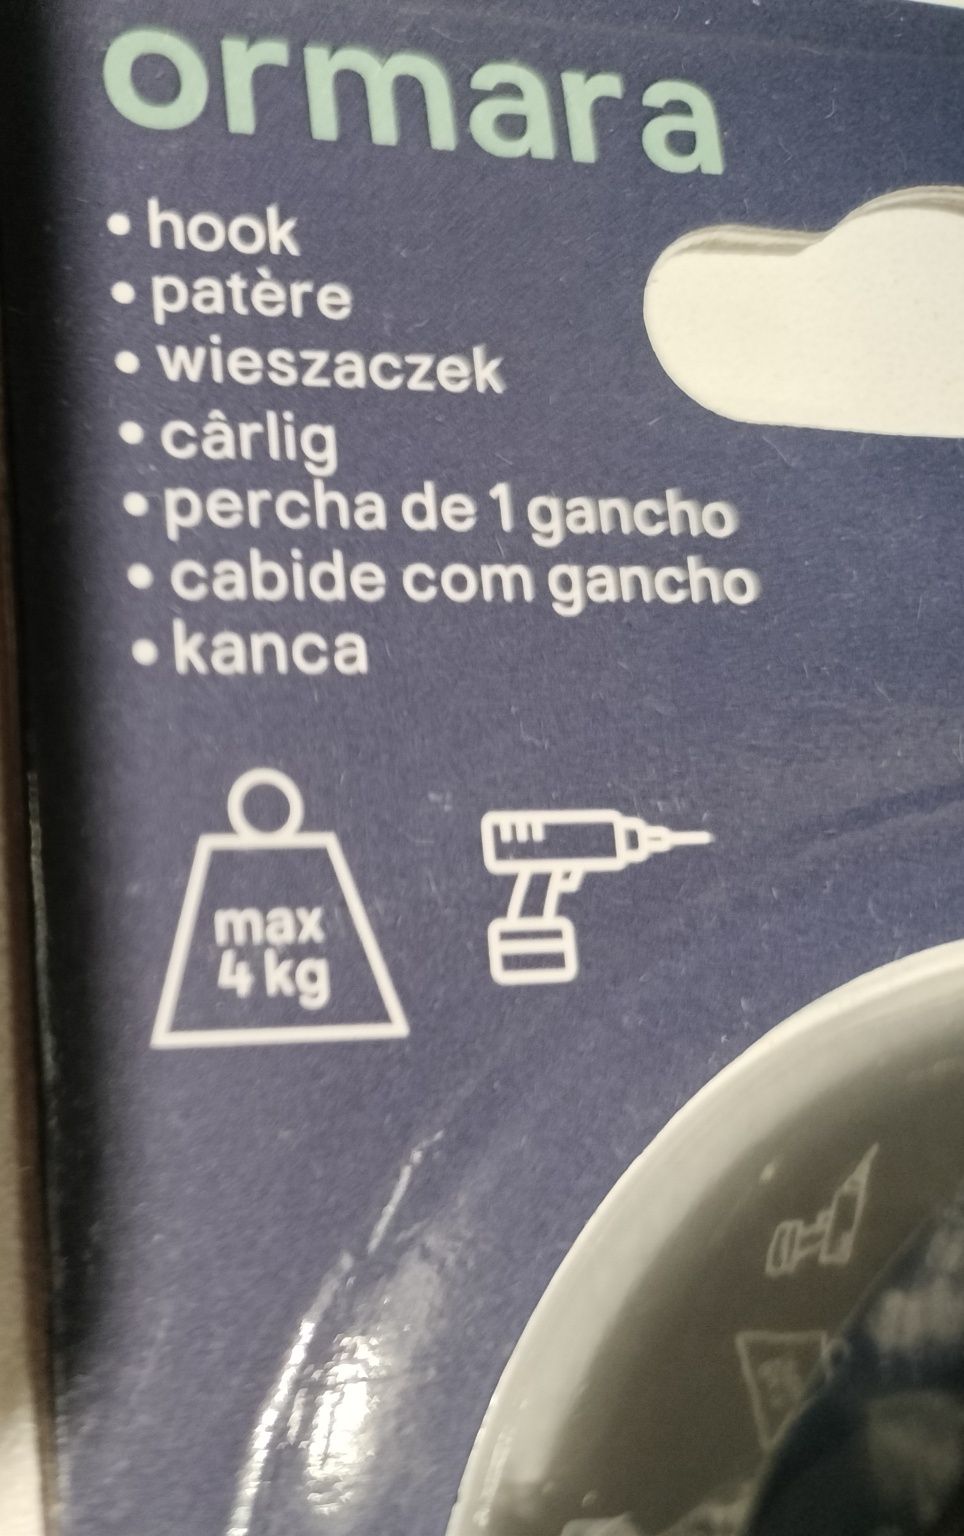 ormara
• hook
• patère
• wieszaczek
• cârlig
• percha de 1 gancho
• cabide com gancho
• kanca
max
4 kg